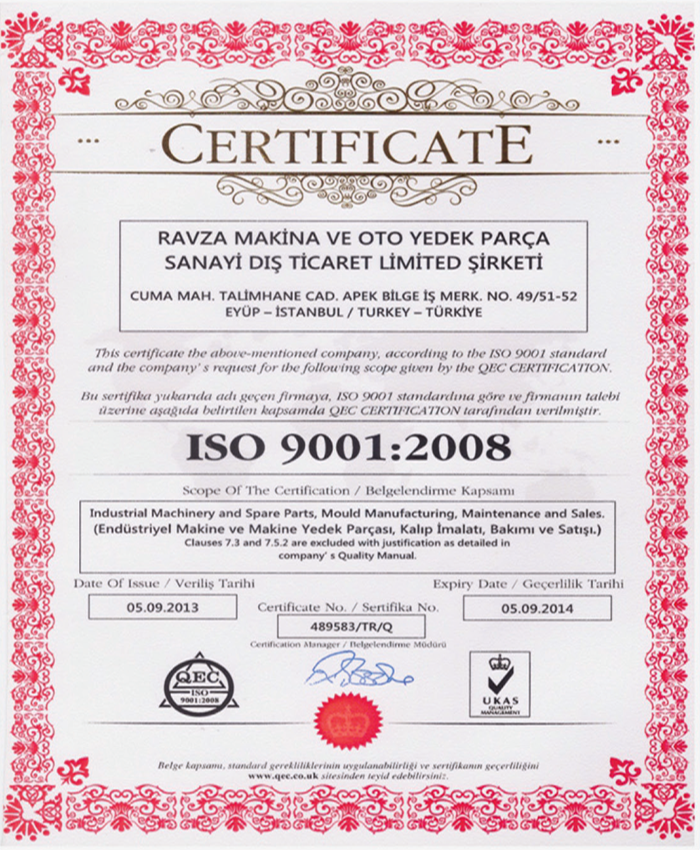 CERTIFICATE
RAVZA MAKİNA VE OTO YEDEK PARÇA
SANAYİ DIŞ TİCARET LIMITED ŞİRKETİ
CUMA MAH. TALİMHANE CAD. APEK BİLGE İŞ MERK. NO. 49/51-52
EYÜP – İSTANBUL / TURKEY – TÜRKİYE
This certificate the above-mentioned company, according to the ISO 9001 standard
and the company' s request for the following scope given by the QEC CERTIFICATION.
Bu sertifika yukarıda adı geçen firmaya, ISO 9001 standardına göre ve firmanın talebi
üzerine aşağıda belirtilen kapsamda QEC CERTIFICATION tarafından verilmiştir.
ISO 9001:2008
Scope Of The Certification / Belgelendirme Kapsamı
Industrial Machinery and Spare Parts, Mould Manufacturing, Maintenance and Sales.
(Endüstriyel Makine ve Makine Yedek Parçası, Kalıp İmalatı, Bakımı ve Satışı.)
Clauses 7.3 and 7.5.2 are excluded with justification as detailed in
company' s Quality Manual.
Date Of Issue / Veriliş Tarihi
Expiry Date / Geçerlilik Tarihi
05.09.2013
Certificate No. / Sertifika No.
05.09.2014
489583/TR/Q
Certification Manager / Belgelendirme Müdürü
QEC
ISO
9001:2008
UKAS
QUALITY
MANAGEMENT
Belge kapsamı, standard gerekliliklerinin uygulanabilirliği ve sertifikanın geçerliliğini
www.qec.co.uk sitesinden teyid edebilirsiniz.